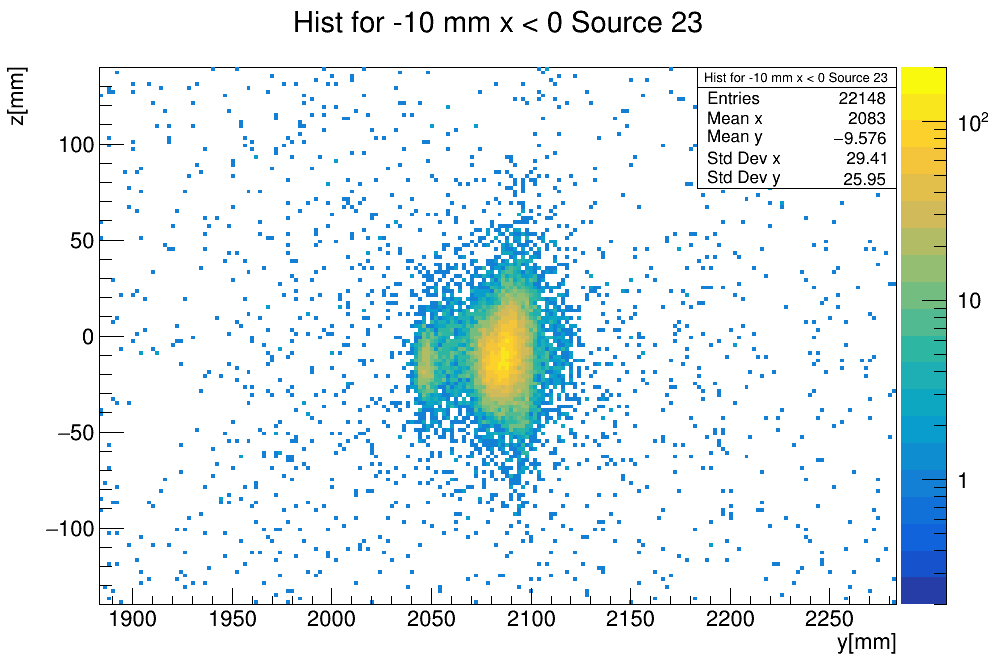 Hist for -10 mm x < 0 Source 23
z[mm]
Hist for -10 mm x < 0 Source 23
Entries 22148
Mean x 2083
Mean y −9.576
Std Dev x 29.41
Std Dev y 25.95
100
50
0
−50
−100
10²
10
1
1900 1950 2000 2050 2100 2150 2200 2250
y[mm]